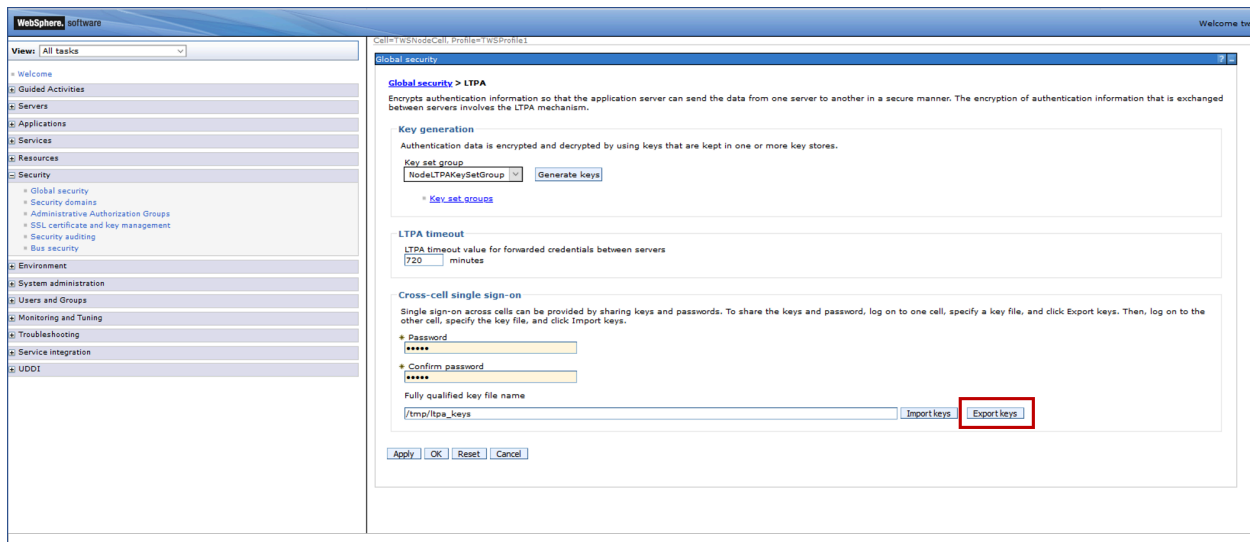 WebSphere. software
Welcome tw
View: All tasks
Welcome
Guided Activities
Servers
Applications
Services
Resources
Security
Global security
Security domains
Administrative Authorization Groups
SSL certificate and key management
Security auditing
Bus security
Environment
System administration
Users and Groups
Monitoring and Tuning
Troubleshooting
Service integration
UDDI
Cell=TWSNodeCell, Profile=TWSProfile1
Global security ? -
Global security > LTPA
Encrypts authentication information so that the application server can send the data from one server to another in a secure manner. The encryption of authentication information that is exchanged
between servers involves the LTPA mechanism.
Key generation
Authentication data is encrypted and decrypted by using keys that are kept in one or more key stores.
Key set group
NodeLTPAKeySetGroup Generate keys
Key set groups
LTPA timeout
LTPA timeout value for forwarded credentials between servers
720 minutes
Cross-cell single sign-on
Single sign-on across cells can be provided by sharing keys and passwords. To share the keys and password, log on to one cell, specify a key file, and click Export keys. Then, log on to the
other cell, specify the key file, and click Import keys.
* Password
•••••
* Confirm password
•••••
Fully qualified key file name
/tmp/ltpa_keys Import keys Export keys
Apply OK Reset Cancel